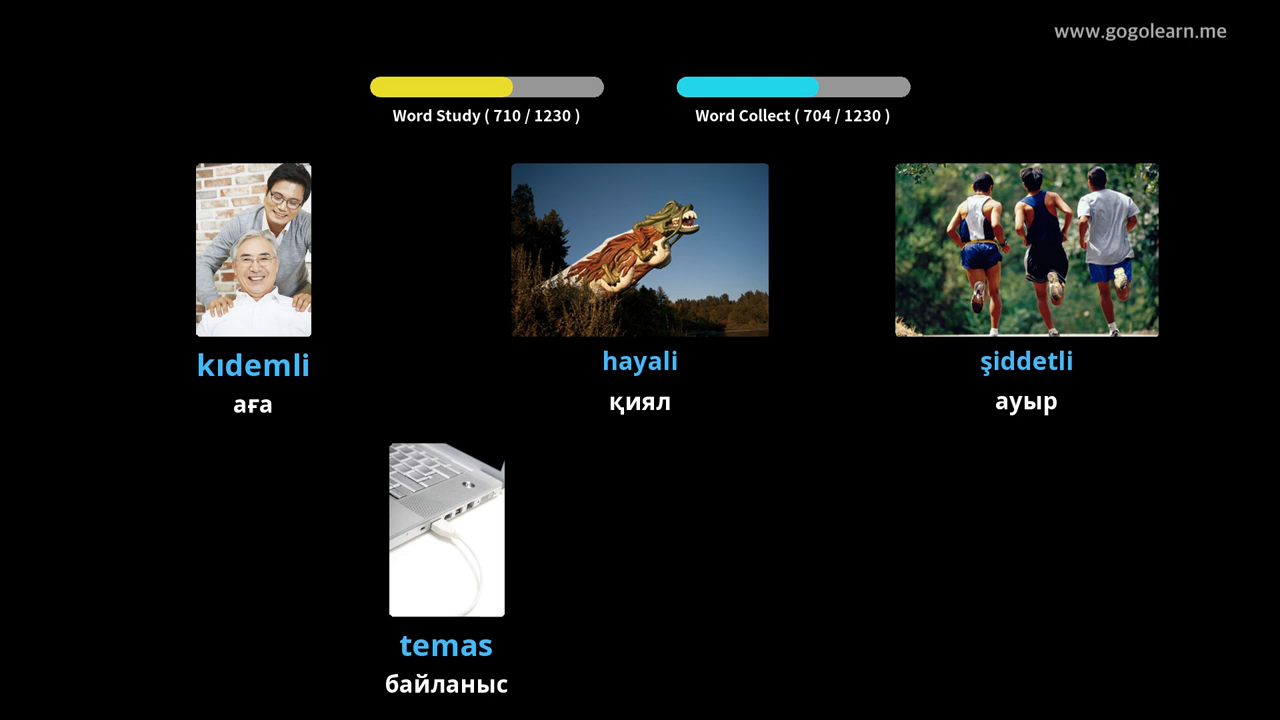 www.gogolearn.me
Word Study ( 710 / 1230 )
Word Collect ( 704 / 1230 )
kıdemli
аға
hayali
қиял
şiddetli
ауыр
temas
байланыс